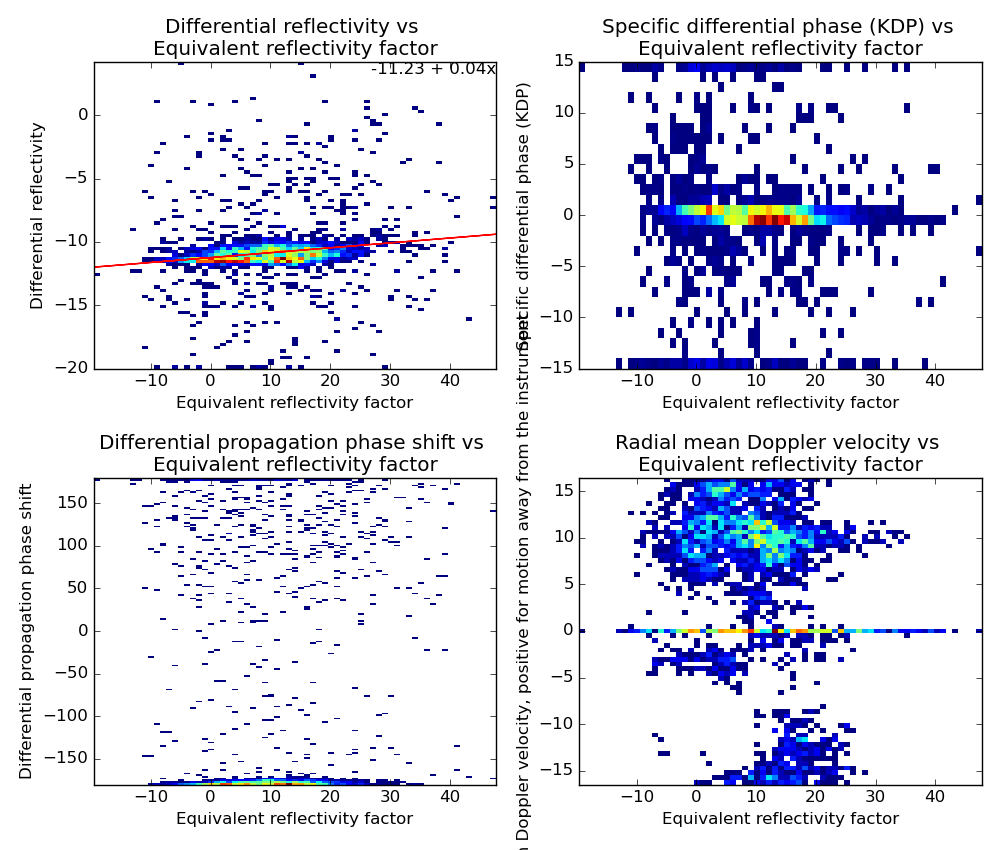 Differential reflectivity vs
Equivalent reflectivity factor
-11.23 + 0.04x
Differential reflectivity
0
−5
−10
−15
−20
−10 0 10 20 30 40
Equivalent reflectivity factor
Specific differential phase (KDP) vs
Equivalent reflectivity factor
Specific differential phase (KDP)
15
10
5
0
−5
−10
−15
−10 0 10 20 30 40
Equivalent reflectivity factor
Differential propagation phase shift vs
Equivalent reflectivity factor
Differential propagation phase shift
150
100
50
0
−50
−100
−150
−10 0 10 20 30 40
Equivalent reflectivity factor
Radial mean Doppler velocity vs
Equivalent reflectivity factor
Doppler velocity, positive for motion away from the instrument
15
10
5
0
−5
−10
−15
−10 0 10 20 30 40
Equivalent reflectivity factor